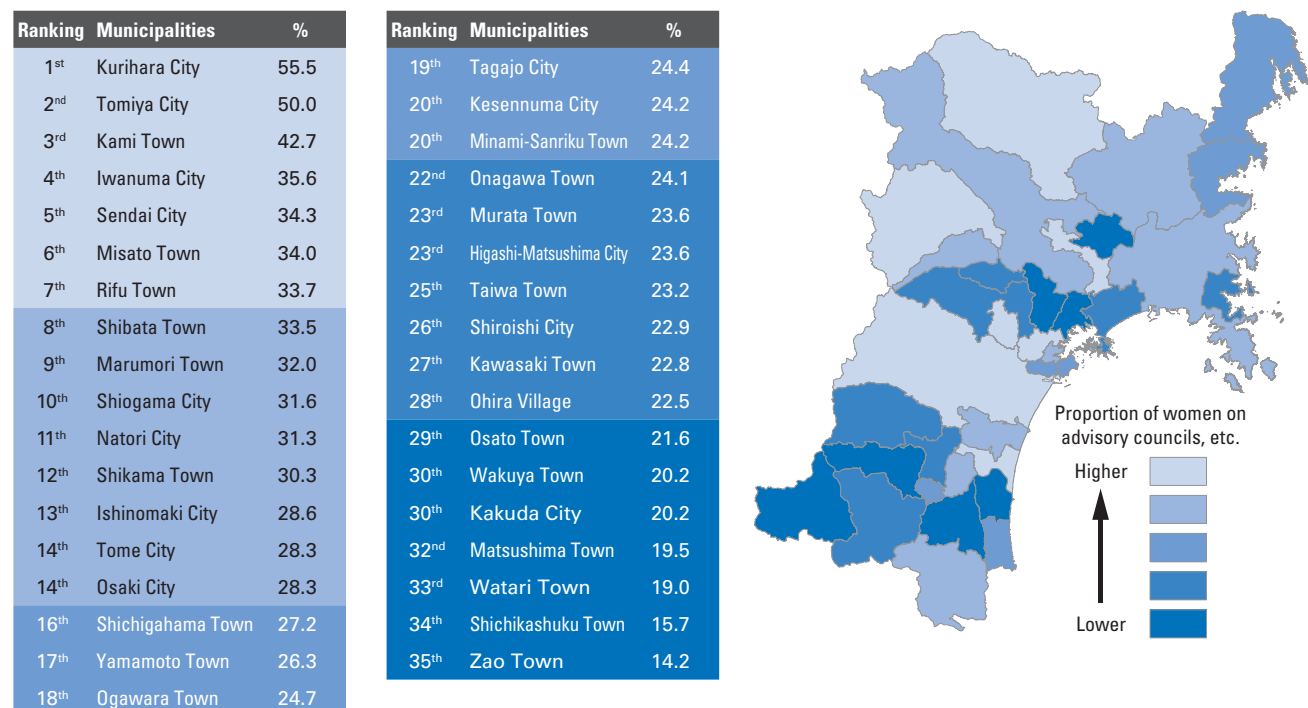 Ranking Municipalities %
1st Kurihara City 55.5
2nd Tomiya City 50.0
3rd Kami Town 42.7
4th Iwanuma City 35.6
5th Sendai City 34.3
6th Misato Town 34.0
7th Rifu Town 33.7
8th Shibata Town 33.5
9th Marumori Town 32.0
10th Shiogama City 31.6
11th Natori City 31.3
12th Shikama Town 30.3
13th Ishinomaki City 28.6
14th Tome City 28.3
14th Osaki City 28.3
16th Shichigahama Town 27.2
17th Yamamoto Town 26.3
18th Ogawara Town 24.7
Ranking Municipalities %
19th Tagajo City 24.4
20th Kesennuma City 24.2
20th Minami-Sanriku Town 24.2
22nd Onagawa Town 24.1
23rd Murata Town 23.6
23rd Higashi-Matsushima City 23.6
25th Taiwa Town 23.2
26th Shiroishi City 22.9
27th Kawasaki Town 22.8
28th Ohira Village 22.5
29th Osato Town 21.6
30th Wakuya Town 20.2
30th Kakuda City 20.2
32nd Matsushima Town 19.5
33rd Watari Town 19.0
34th Shichikashuku Town 15.7
35th Zao Town 14.2
Proportion of women on
advisory councils, etc.
Higher
Lower